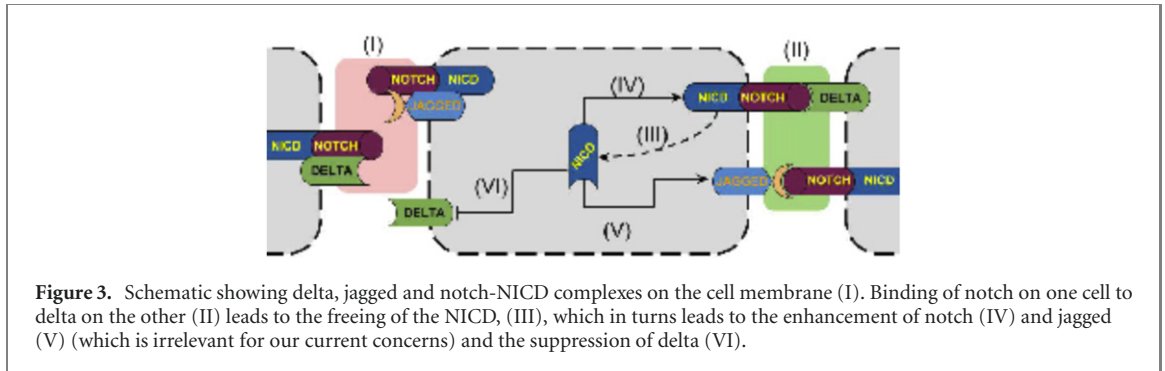 (I)
(II)
NOTCH NICD
JAGGED
(IV)
NICD NOTCH DELTA
(III)
NICD NOTCH
DELTA
NICD
(VI)
JAGGED NOTCH NICD
DELTA
(V)
Figure 3. Schematic showing delta, jagged and notch-NICD complexes on the cell membrane (I). Binding of notch on one cell to
delta on the other (II) leads to the freeing of the NICD, (III), which in turns leads to the enhancement of notch (IV) and jagged
(V) (which is irrelevant for our current concerns) and the suppression of delta (VI).